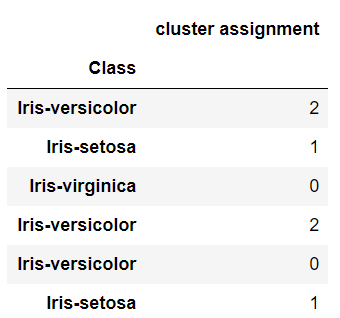 cluster assignment
Class
Iris-versicolor 2
Iris-setosa 1
Iris-virginica 0
Iris-versicolor 2
Iris-versicolor 0
Iris-setosa 1